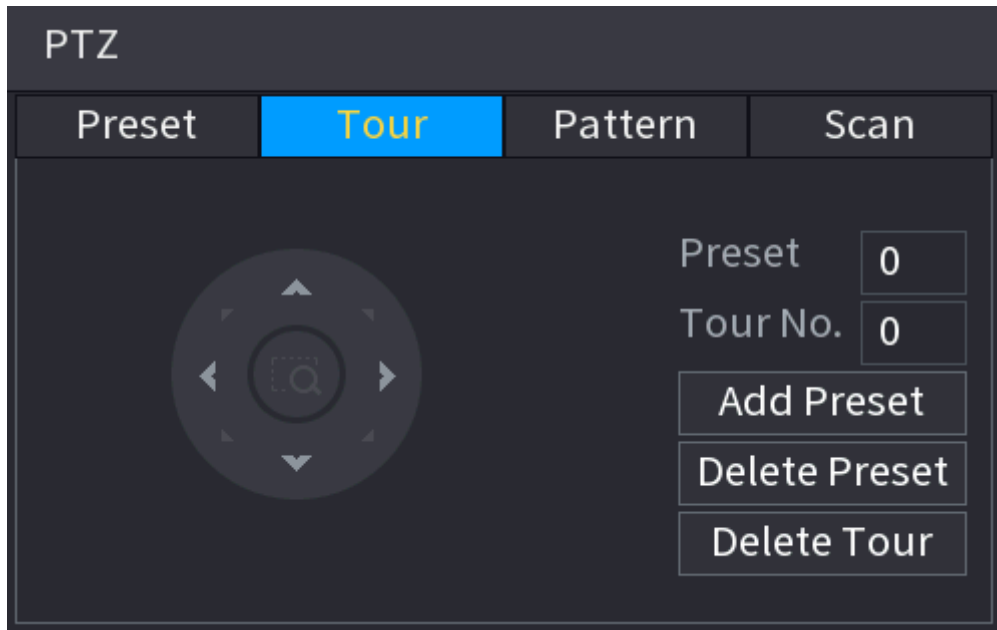 PTZ
Preset Tour Pattern Scan
Preset 0
Tour No. 0
Add Preset
Delete Preset
Delete Tour